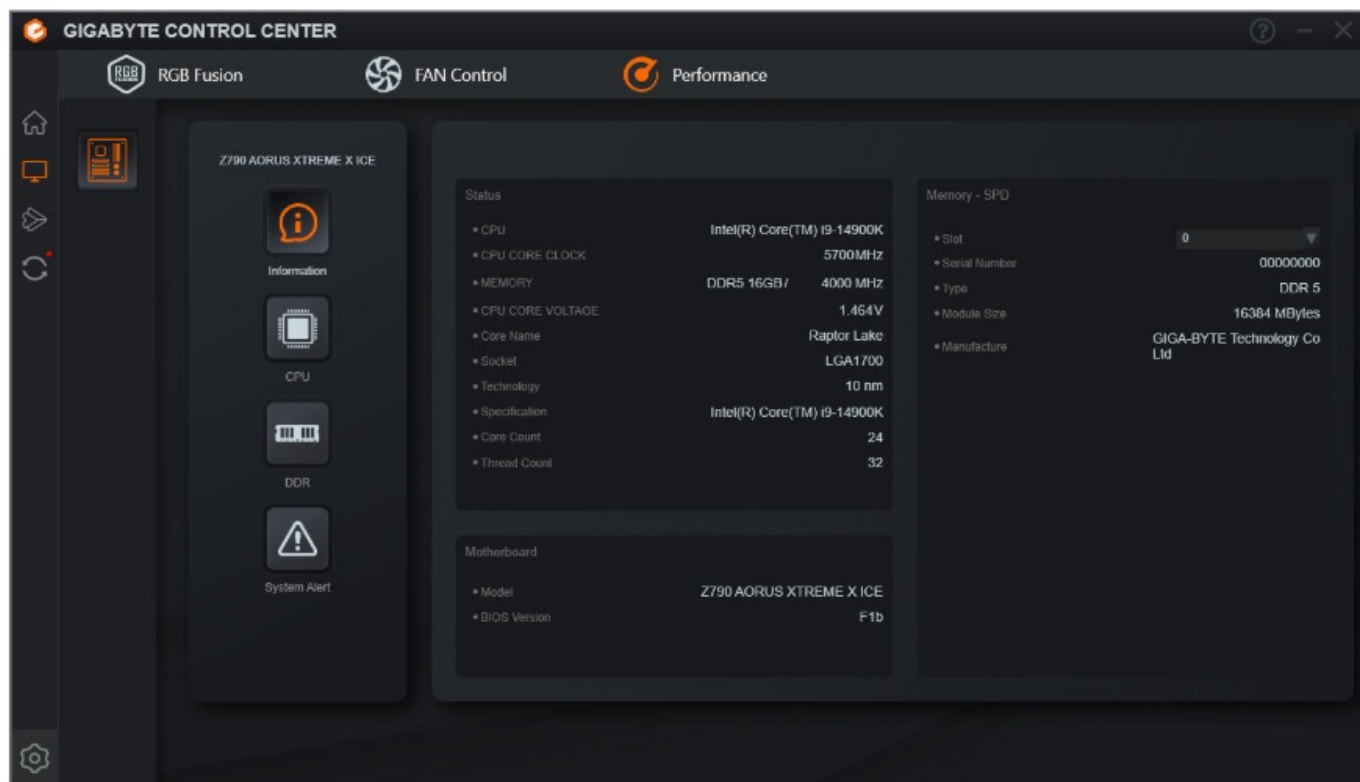 GIGABYTE CONTROL CENTER
RGB Fusion
FAN Control
Performance
Z790 AORUS XTREME X ICE
Information
CPU
DDR
System Alert
Status
CPU Intel(R) Core(TM) i9-14900K
CPU CORE CLOCK 5700MHz
MEMORY DDR5 16GB/ 4000 MHz
CPU CORE VOLTAGE 1.464V
Core Name Raptor Lake
Socket LGA1700
Technology 10 nm
Specification Intel(R) Core(TM) i9-14900K
Core Count 24
Thread Count 32
Motherboard
Model Z790 AORUS XTREME X ICE
BIOS Version F1b
Memory - SPD
Slot 0
Serial Number 00000000
Type DDR 5
Module Size 16384 MBytes
Manufacture GIGA-BYTE Technology Co
Ltd